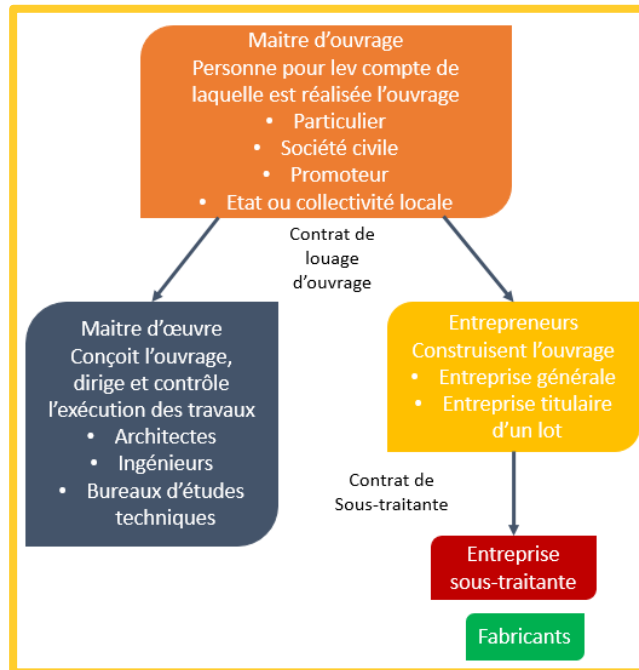 Maitre d'ouvrage
Personne pour lev compte de
laquelle est réalisée l'ouvrage
• Particulier
• Société civile
• Promoteur
• Etat ou collectivité locale
Contrat de
louage
d'ouvrage
Maitre d'œuvre
Conçoit l'ouvrage,
dirige et contrôle
l'exécution des travaux
• Architectes
• Ingénieurs
• Bureaux d'études
techniques
Entrepreneurs
Construisent l'ouvrage
• Entreprise générale
• Entreprise titulaire
d'un lot
Contrat de
Sous-traitante
Entreprise
sous-traitante
Fabricants